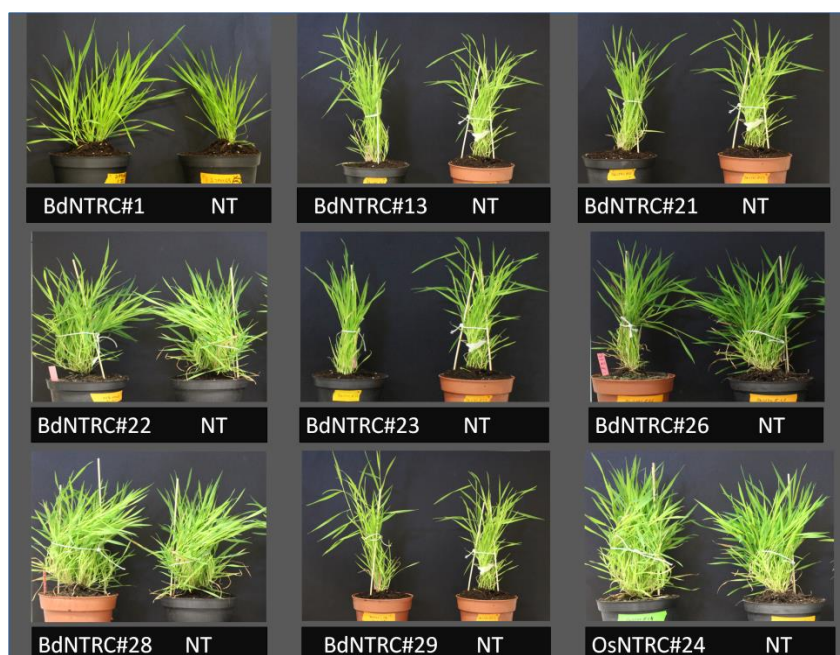 BdNTRC#1 NT
BdNTRC#13 NT
BdNTRC#21 NT
BdNTRC#22 NT
BdNTRC#23 NT
BdNTRC#26 NT
BdNTRC#28 NT
BdNTRC#29 NT
OsNTRC#24 NT